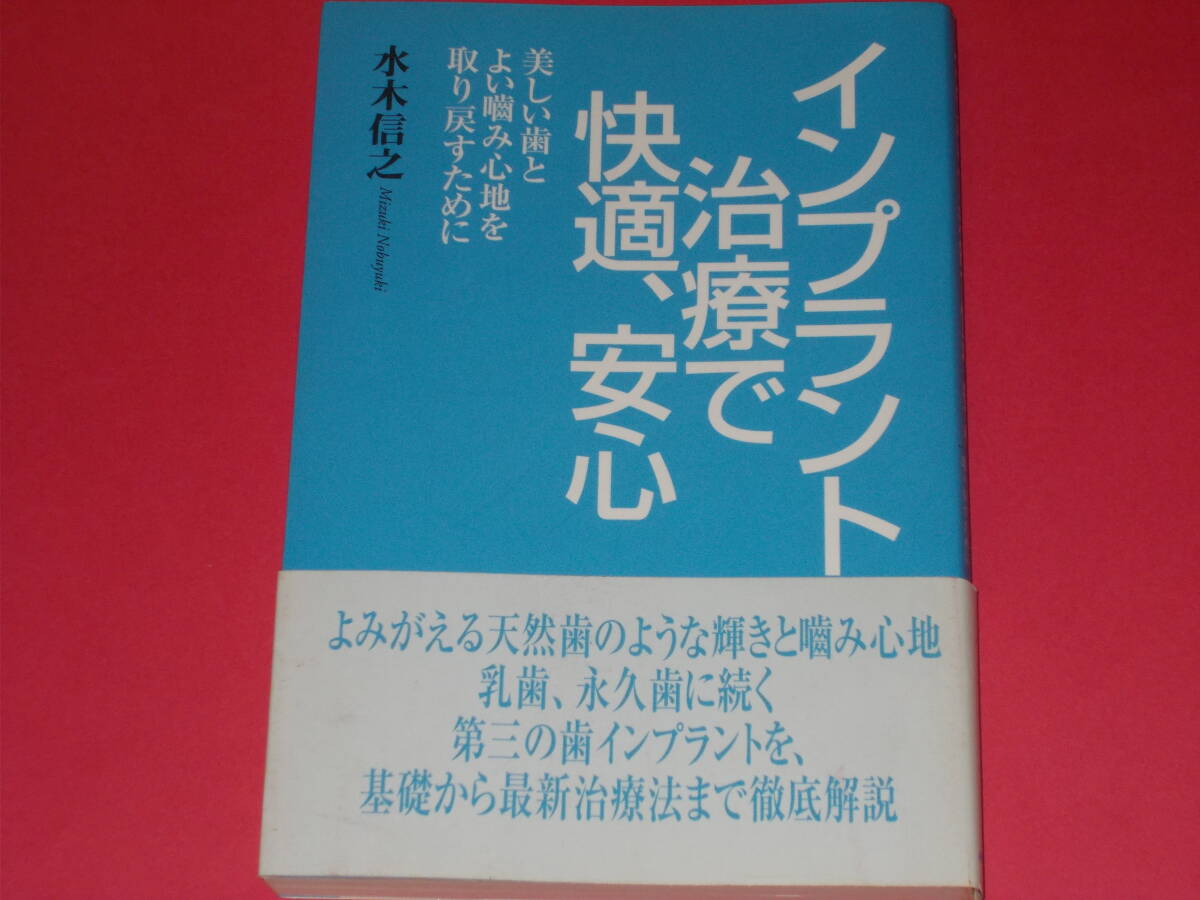 インプラント
治療で
快適、安心
美しい歯と
よい嚙み心地を
取り戻すために
水木信之
Mizuki Nobuyuki
よみがえる天然歯のような輝きと嚙み心地
乳歯、永久歯に続く
第三の歯インプラントを、
基礎から最新治療法まで徹底解説